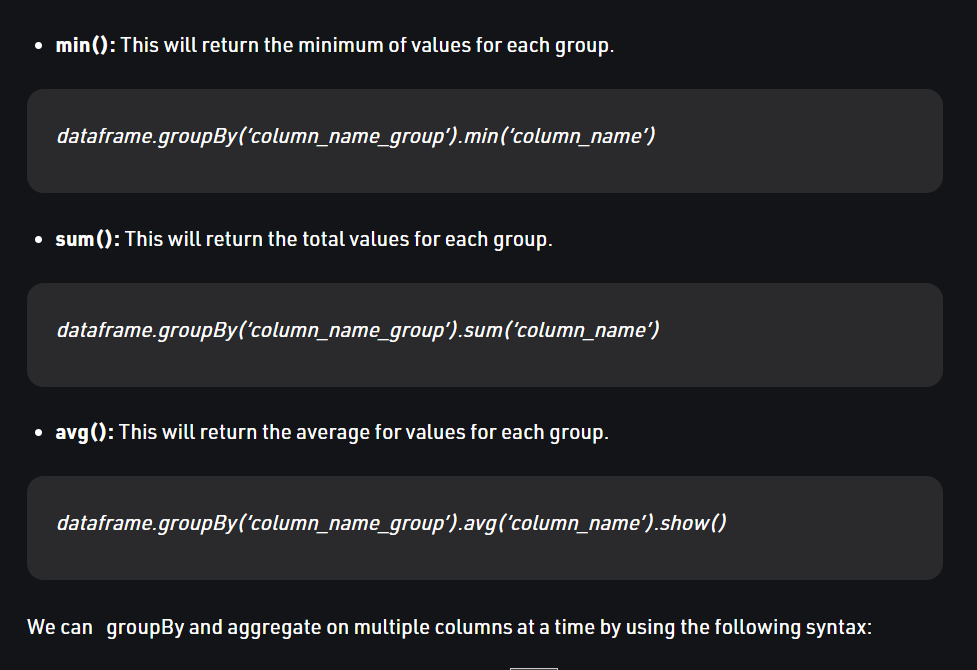 • min(): This will return the minimum of values for each group.
dataframe.groupBy(‘column_name_group’).min(‘column_name’)
• sum(): This will return the total values for each group.
dataframe.groupBy(‘column_name_group’).sum(‘column_name’)
• avg(): This will return the average for values for each group.
dataframe.groupBy(‘column_name_group’).avg(‘column_name’).show()
We can  groupBy and aggregate on multiple columns at a time by using the following syntax: